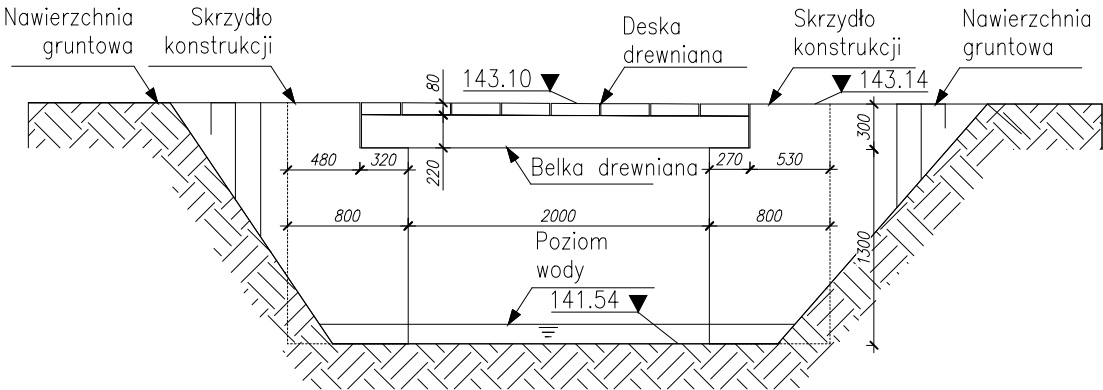 Nawierzchnia
gruntowa
Skrzydło
konstrukcji
Deska
drewniana
Skrzydło
konstrukcji
Nawierzchnia
gruntowa
143.10
143.14
80
220
300
480
320
Belka drewniana
270
530
800
2000
800
1300
Poziom
wody
141.54